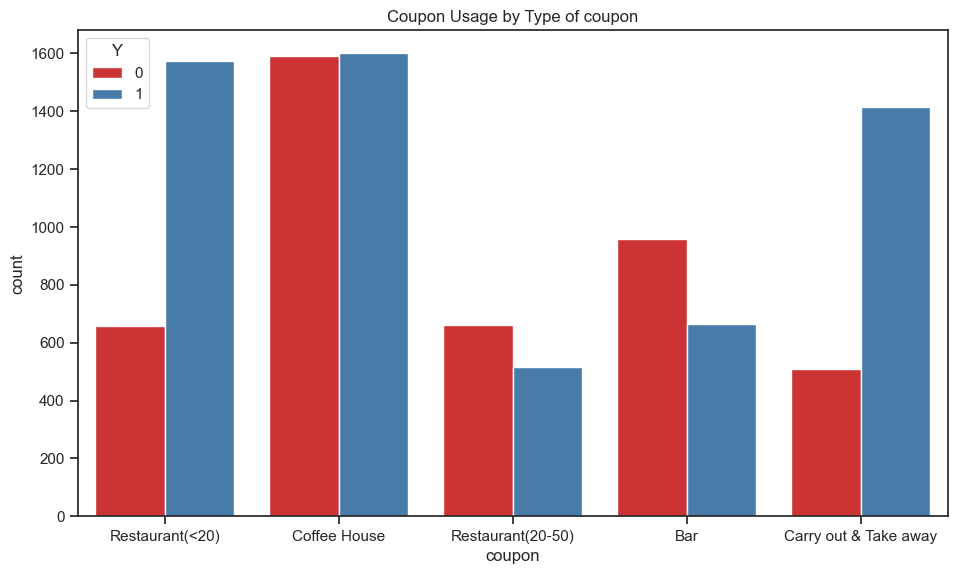 Coupon Usage by Type of coupon
Y
0
1
count
1600
1400
1200
1000
800
600
400
200
0
Restaurant(<20) Coffee House Restaurant(20-50) Bar Carry out & Take away
coupon